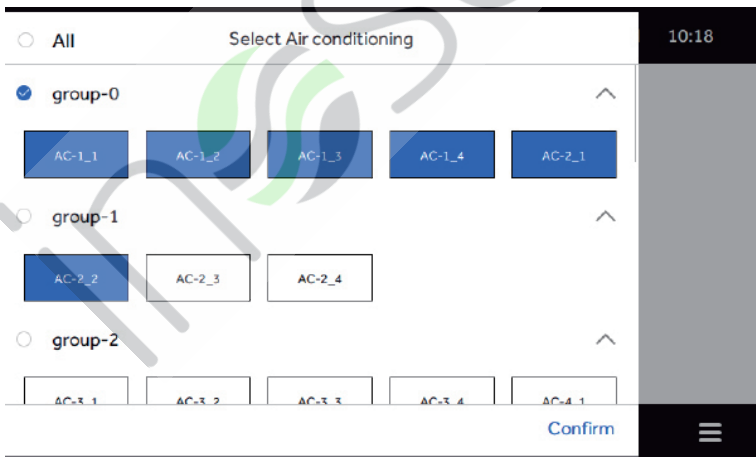 All Select Air conditioning 10:18
group-0
AC-1_1 AC-1_2 AC-1_3 AC-1_4 AC-2_1
group-1
AC-2_2 AC-2_3 AC-2_4
group-2
AC-3_1 AC-3_2 AC-3_3 AC-3_4 AC-4_1
Confirm